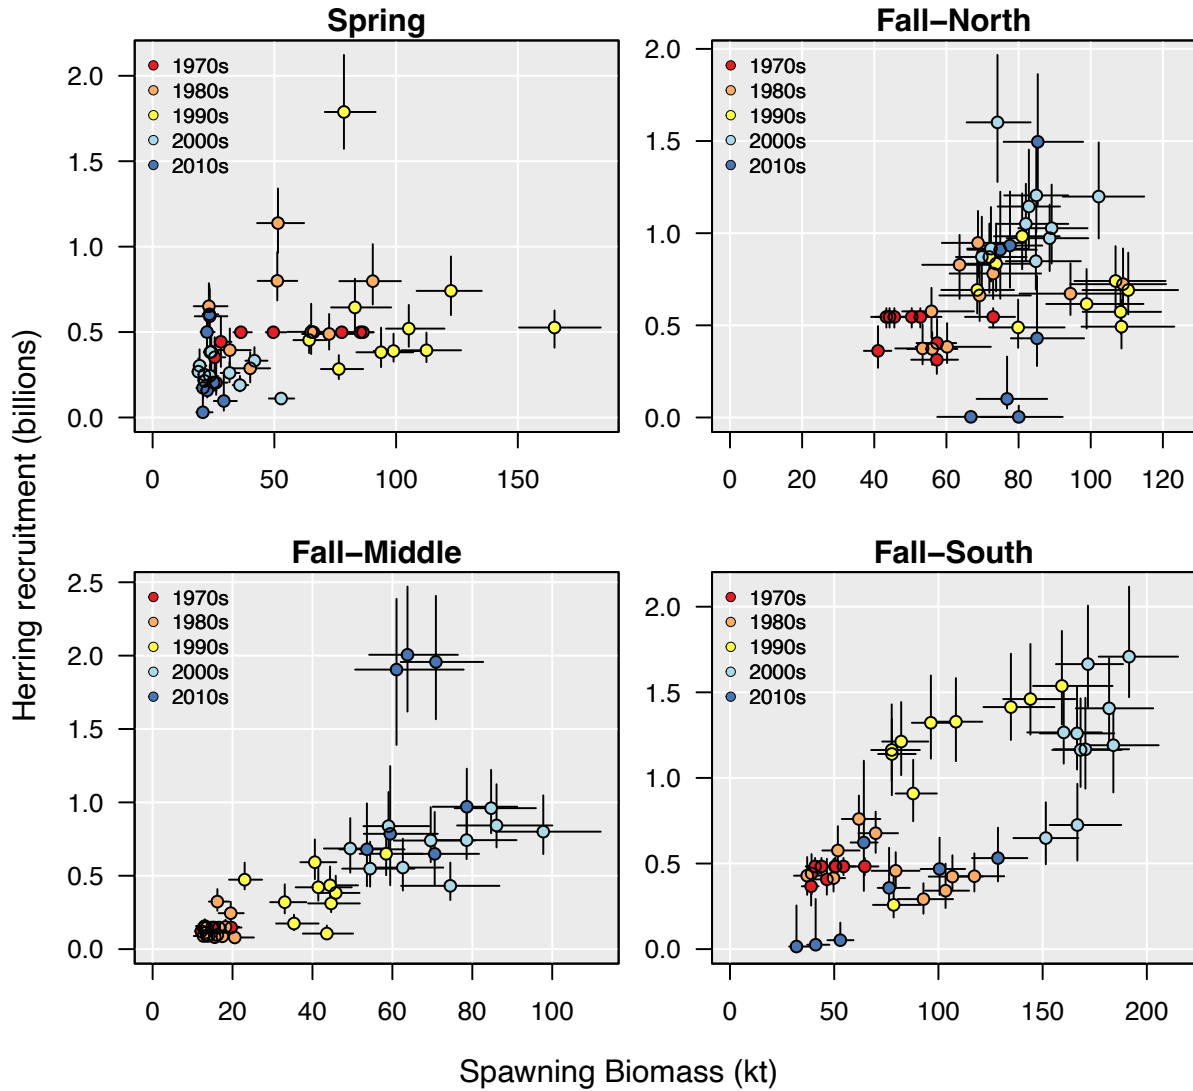 Spring
Fall−North
2.0
1.5
1.0
0.5
0.0
1970s
1980s
1990s
2000s
2010s
0 50 100 150
2.0
1.5
1.0
0.5
0.0
1970s
1980s
1990s
2000s
2010s
0 20 40 60 80 100 120
Herring recruitment (billions)
Fall−Middle
Fall−South
2.5
2.0
1.5
1.0
0.5
0.0
1970s
1980s
1990s
2000s
2010s
0 20 40 60 80 100
2.0
1.5
1.0
0.5
0.0
1970s
1980s
1990s
2000s
2010s
0 50 100 150 200
Spawning Biomass (kt)